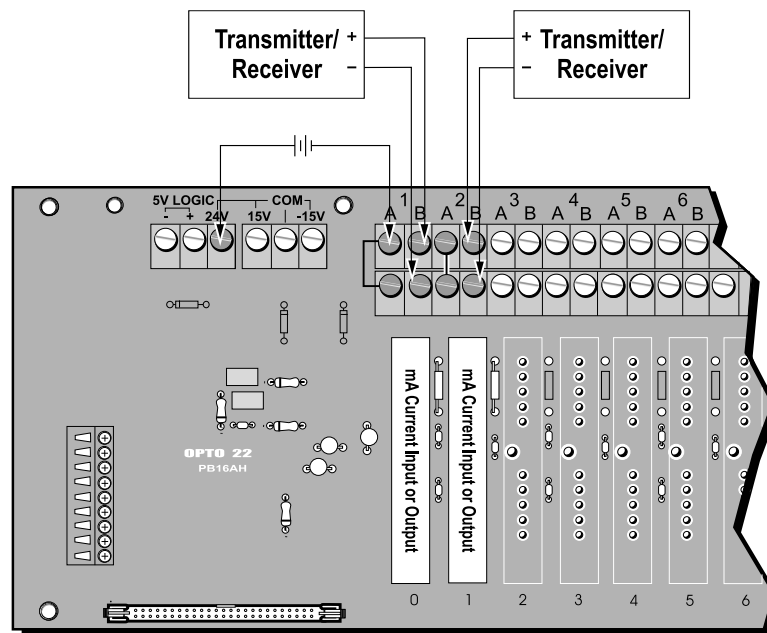 Transmitter/ +
Receiver −
+ Transmitter/
− Receiver
5V LOGIC COM
- + 24V 15V -15V
1 2 3 4 5 6
A B A B A B A B A B A B
mA Current Input or Output
mA Current Input or Output
OPTO 22
PB16AH
0 1 2 3 4 5 6